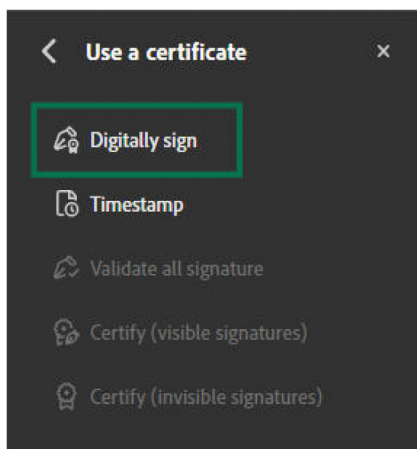 Use a certificate
Digitally sign
Timestamp
Validate all signature
Certify (visible signatures)
Certify (invisible signatures)